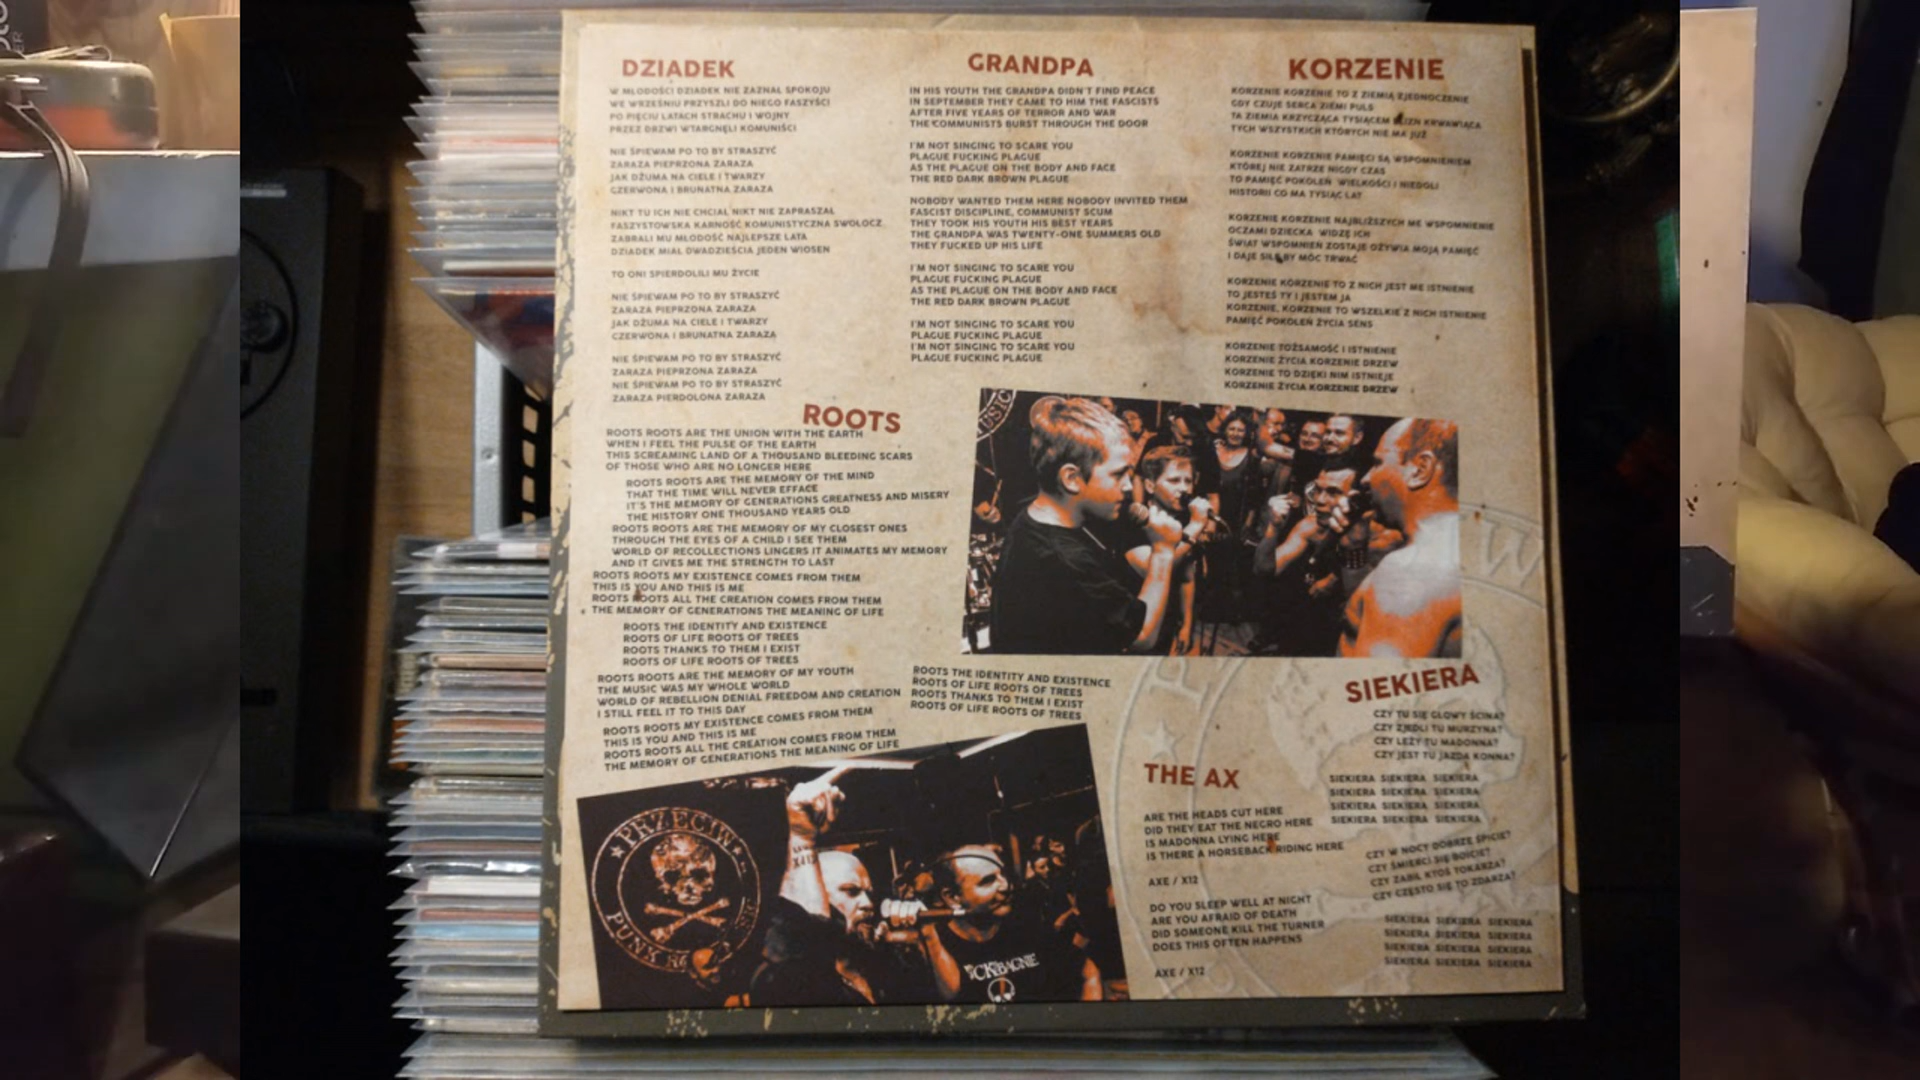 DZIADEK
W MŁODOŚCI DZIADEK NIE ZAZNAŁ SPOKOJU
WE WRZEŚNIU PRZYSZLI DO NIEGO FASZYŚCI
PO PIĘCIU LATACH STRACHU I WOJNY
PRZEZ DRZWI WTARGNĘLI KOMUNIŚCI
NIE ŚPIEWAM PO TO BY STRASZYĆ
ZARAZA PIEPRZONA ZARAZA
JAK DŻUMA NA CIELE I TWARZY
CZERWONA I BRUNATNA ZARAZA
NIKT TU ICH NIE CHCIAŁ NIKT NIE ZAPRASZAŁ
FASZYSTOWSKA KARNOŚĆ KOMUNISTYCZNA SWOŁOCZ
ZABRALI MU MŁODOŚĆ NAJLEPSZE LATA
DZIADEK MIAŁ DWADZIEŚCIA JEDEN WIOSEN
TO ONI SPIERDOLILI MU ŻYCIE
NIE ŚPIEWAM PO TO BY STRASZYĆ
ZARAZA PIEPRZONA ZARAZA
JAK DŻUMA NA CIELE I TWARZY
CZERWONA I BRUNATNA ZARAZA
NIE ŚPIEWAM PO TO BY STRASZYĆ
ZARAZA PIEPRZONA ZARAZA
NIE ŚPIEWAM PO TO BY STRASZYĆ
ZARAZA PIERDOLONA ZARAZA
GRANDPA
IN HIS YOUTH THE GRANDPA DIDN'T FIND PEACE
IN SEPTEMBER THEY CAME TO HIM THE FASCISTS
AFTER FIVE YEARS OF TERROR AND WAR
THE COMMUNISTS BURST THROUGH THE DOOR
I'M NOT SINGING TO SCARE YOU
PLAGUE FUCKING PLAGUE
AS THE PLAGUE ON THE BODY AND FACE
THE RED DARK BROWN PLAGUE
NOBODY WANTED THEM HERE NOBODY INVITED THEM
FASCIST DISCIPLINE, COMMUNIST SCUM
THEY TOOK HIS YOUTH HIS BEST YEARS
THE GRANDPA WAS TWENTY-ONE SUMMERS OLD
THEY FUCKED UP HIS LIFE
I'M NOT SINGING TO SCARE YOU
PLAGUE FUCKING PLAGUE
AS THE PLAGUE ON THE BODY AND FACE
THE RED DARK BROWN PLAGUE
I'M NOT SINGING TO SCARE YOU
PLAGUE FUCKING PLAGUE
I'M NOT SINGING TO SCARE YOU
PLAGUE FUCKING PLAGUE
KORZENIE
KORZENIE KORZENIE TO Z ZIEMIĄ ZJEDNOCZENIE
GDY CZUJĘ SERCA ZIEMI PULS
TA ZIEMIA KRZYCZĄCA TYSIĄCEM BLIZN KRWAWIĄCA
TYCH WSZYSTKICH KTÓRYCH NIE MA JUŻ
KORZENIE KORZENIE PAMIĘCI SĄ WSPOMNIENIEM
KTÓREJ NIE ZATRZE NIGDY CZAS
TO PAMIĘĆ POKOLEŃ WIELKOŚCI I NIEDOLI
HISTORII CO MA TYSIĄC LAT
KORZENIE KORZENIE NAJBLIŻSZYCH ME WSPOMNIENIE
OCZAMI DZIECKA WIDZĘ ICH
ŚWIAT WSPOMNIEŃ ZOSTAJE OŻYWIA MOJĄ PAMIĘĆ
I DAJE SIŁĘ BY MÓC TRWAĆ
KORZENIE KORZENIE TO Z NICH JEST ME ISTNIENIE
TO JESTEŚ TY I JESTEM JA
KORZENIE, KORZENIE TO WSZELKIE Z NICH ISTNIENIE
PAMIĘĆ POKOLEŃ ŻYCIA SENS
KORZENIE TOŻSAMOŚĆ I ISTNIENIE
KORZENIE ŻYCIA KORZENIE DRZEW
KORZENIE TO DZIĘKI NIM ISTNIEJĘ
KORZENIE ŻYCIA KORZENIE DRZEW
ROOTS
ROOTS ROOTS ARE THE UNION WITH THE EARTH
WHEN I FEEL THE PULSE OF THE EARTH
THIS SCREAMING LAND OF A THOUSAND BLEEDING SCARS
OF THOSE WHO ARE NO LONGER HERE
ROOTS ROOTS ARE THE MEMORY OF THE MIND
THAT THE TIME WILL NEVER EFFACE
IT'S THE MEMORY OF GENERATIONS GREATNESS AND MISERY
THE HISTORY ONE THOUSAND YEARS OLD
ROOTS ROOTS ARE THE MEMORY OF MY CLOSEST ONES
THROUGH THE EYES OF A CHILD I SEE THEM
WORLD OF RECOLLECTIONS LINGERS IT ANIMATES MY MEMORY
AND IT GIVES ME THE STRENGTH TO LAST
ROOTS ROOTS MY EXISTENCE COMES FROM THEM
THIS IS YOU AND THIS IS ME
ROOTS ROOTS ALL THE CREATION COMES FROM THEM
THE MEMORY OF GENERATIONS THE MEANING OF LIFE
ROOTS THE IDENTITY AND EXISTENCE
ROOTS OF LIFE ROOTS OF TREES
ROOTS THANKS TO THEM I EXIST
ROOTS OF LIFE ROOTS OF TREES
ROOTS ROOTS ARE THE MEMORY OF MY YOUTH
THE MUSIC WAS MY WHOLE WORLD
WORLD OF REBELLION DENIAL FREEDOM AND CREATION
I STILL FEEL IT TO THIS DAY
ROOTS ROOTS MY EXISTENCE COMES FROM THEM
THIS IS YOU AND THIS IS ME
ROOTS ROOTS ALL THE CREATION COMES FROM THEM
THE MEMORY OF GENERATIONS THE MEANING OF LIFE
ROOTS THE IDENTITY AND EXISTENCE
ROOTS OF LIFE ROOTS OF TREES
ROOTS THANKS TO THEM I EXIST
ROOTS OF LIFE ROOTS OF TREES
MUSIC
PRZECIW
PUNX
THE AX
ARE THE HEADS CUT HERE
DID THEY EAT THE NEGRO HERE
IS MADONNA LYING HERE
IS THERE A HORSEBACK RIDING HERE
AXE / X12
DO YOU SLEEP WELL AT NIGHT
ARE YOU AFRAID OF DEATH
DID SOMEONE KILL THE TURNER
DOES THIS OFTEN HAPPENS
AXE / X12
SIEKIERA
CZY TU SIĘ GŁOWY ŚCINA?
CZY ZJEDLI TU MURZYNA?
CZY LEŻY TU MADONNA?
CZY JEST TU JAZDA KONNA?
SIEKIERA SIEKIERA SIEKIERA
SIEKIERA SIEKIERA SIEKIERA
SIEKIERA SIEKIERA SIEKIERA
SIEKIERA SIEKIERA SIEKIERA
CZY W NOCY DOBRZE ŚPICIE?
CZY ŚMIERCI SIĘ BOICIE?
CZY ZABIŁ KTOŚ TOKARZA?
CZY CZĘSTO SIĘ TO ZDARZA?
SIEKIERA SIEKIERA SIEKIERA
SIEKIERA SIEKIERA SIEKIERA
SIEKIERA SIEKIERA SIEKIERA
SIEKIERA SIEKIERA SIEKIERA